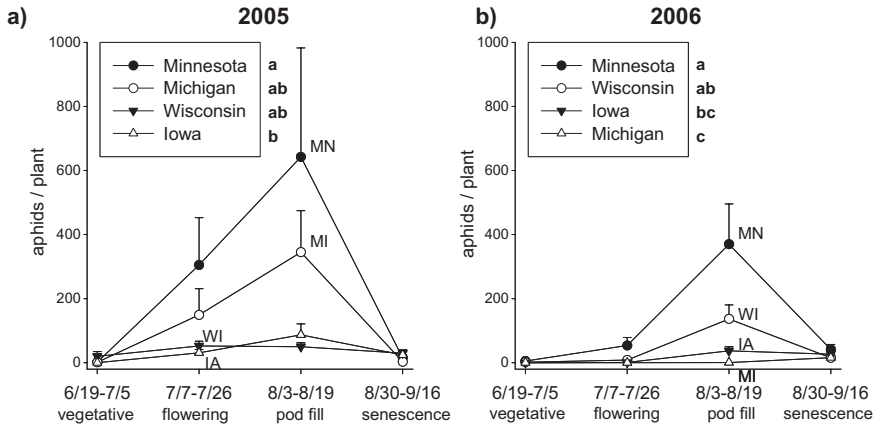 a) 2005
1000
800
600
400
200
0
aphids / plant
Minnesota a
Michigan ab
Wisconsin ab
Iowa b
MN
MI
WI
IA
6/19-7/5 7/7-7/26 8/3-8/19 8/30-9/16
vegetative flowering pod fill senescence
b) 2006
1000
800
600
400
200
0
aphids / plant
Minnesota a
Wisconsin ab
Iowa bc
Michigan c
MN
WI
IA
MI
6/19-7/5 7/7-7/26 8/3-8/19 8/30-9/16
vegetative flowering pod fill senescence